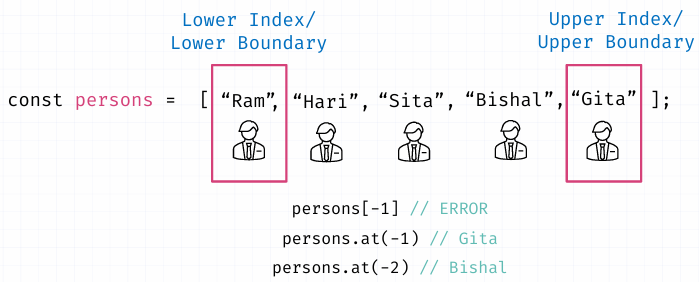 Lower Index/
Lower Boundary
Upper Index/
Upper Boundary
const persons = [ “Ram”, “Hari”, “Sita”, “Bishal”, “Gita” ];
persons[-1] // ERROR
persons.at(-1) // Gita
persons.at(-2) // Bishal